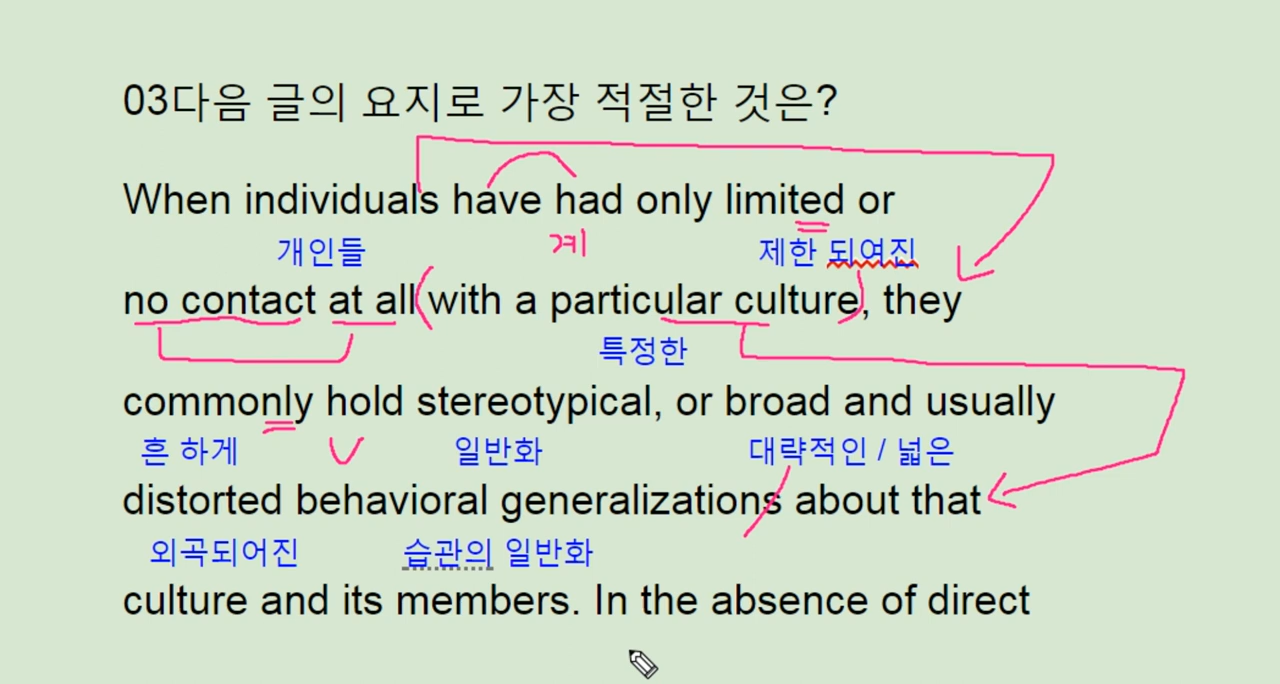 03다음 글의 요지로 가장 적절한 것은?
When individuals have had only limited or
개인들 계 제한 되여진
no contact at all with a particular culture, they
특정한
commonly hold stereotypical, or broad and usually
흔 하게 일반화 대략적인 / 넓은
distorted behavioral generalizations about that
외곡되어진 습관의 일반화
culture and its members. In the absence of direct